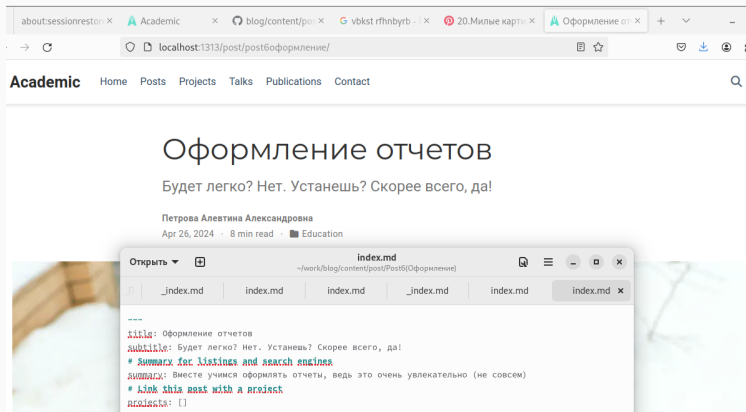 about:sessionrestor
Academic
blog/content/pos
vbkst rfhnbyrb -
20.Милые карти
Оформление от
localhost:1313/post/post6оформление/
Academic Home Posts Projects Talks Publications Contact
Оформление отчетов
Будет легко? Нет. Устанешь? Скорее всего, да!
Петрова Алевтина Александровна
Apr 26, 2024 · 8 min read · Education
Открыть
index.md
~/work/blog/content/post/Post6(Оформление)
_index.md index.md index.md _index.md index.md index.md
---
title: Оформление отчетов
subtitle: Будет легко? Нет. Устанешь? Скорее всего, да!
# Summary for listings and search engines
summary: Вместе учимся оформлять отчеты, ведь это очень увлекательно (не совсем)
# Link this post with a project
projects: []